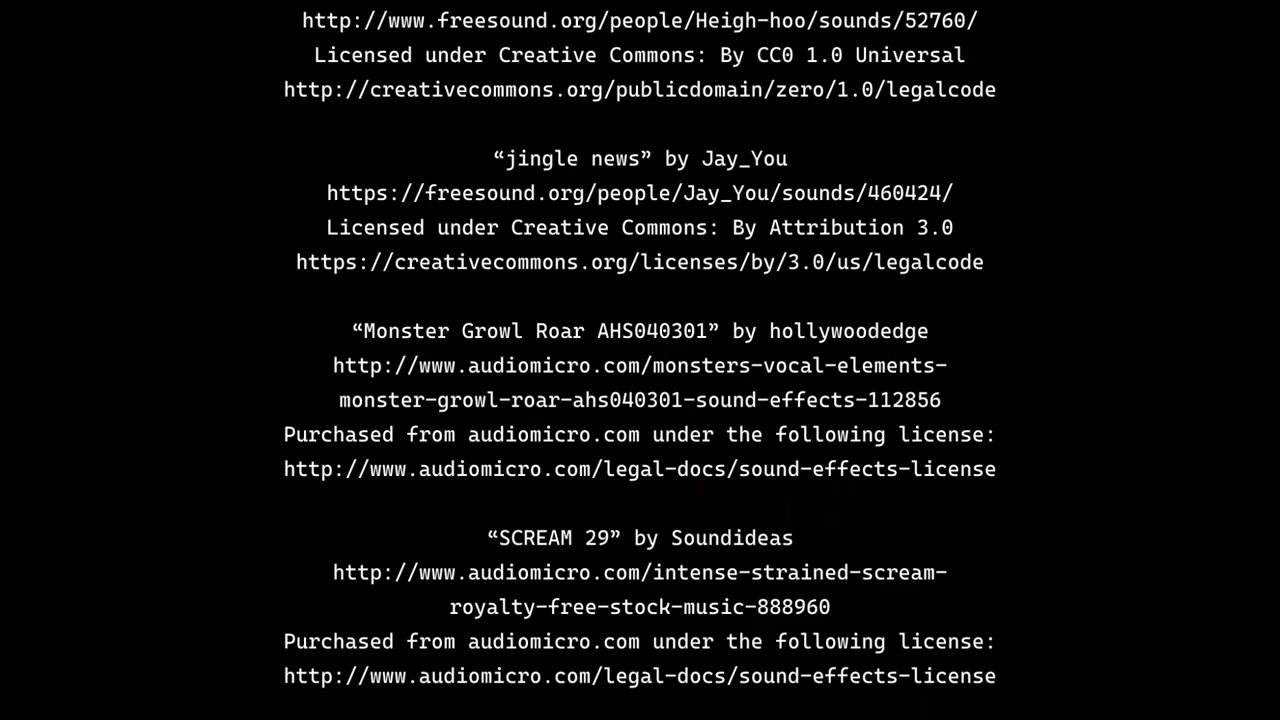 http://www.freesound.org/people/Heigh-hoo/sounds/52760/
Licensed under Creative Commons: By CC0 1.0 Universal
http://creativecommons.org/publicdomain/zero/1.0/legalcode
“jingle news” by Jay_You
https://freesound.org/people/Jay_You/sounds/460424/
Licensed under Creative Commons: By Attribution 3.0
https://creativecommons.org/licenses/by/3.0/us/legalcode
“Monster Growl Roar AHS040301” by hollywoodedge
http://www.audiomicro.com/monsters-vocal-elements-
monster-growl-roar-ahs040301-sound-effects-112856
Purchased from audiomicro.com under the following license:
http://www.audiomicro.com/legal-docs/sound-effects-license
“SCREAM 29” by Soundideas
http://www.audiomicro.com/intense-strained-scream-
royalty-free-stock-music-888960
Purchased from audiomicro.com under the following license:
http://www.audiomicro.com/legal-docs/sound-effects-license